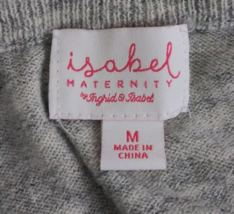 isabel
MATERNITY
by Ingrid & Isabel
M
MADE IN
CHINA